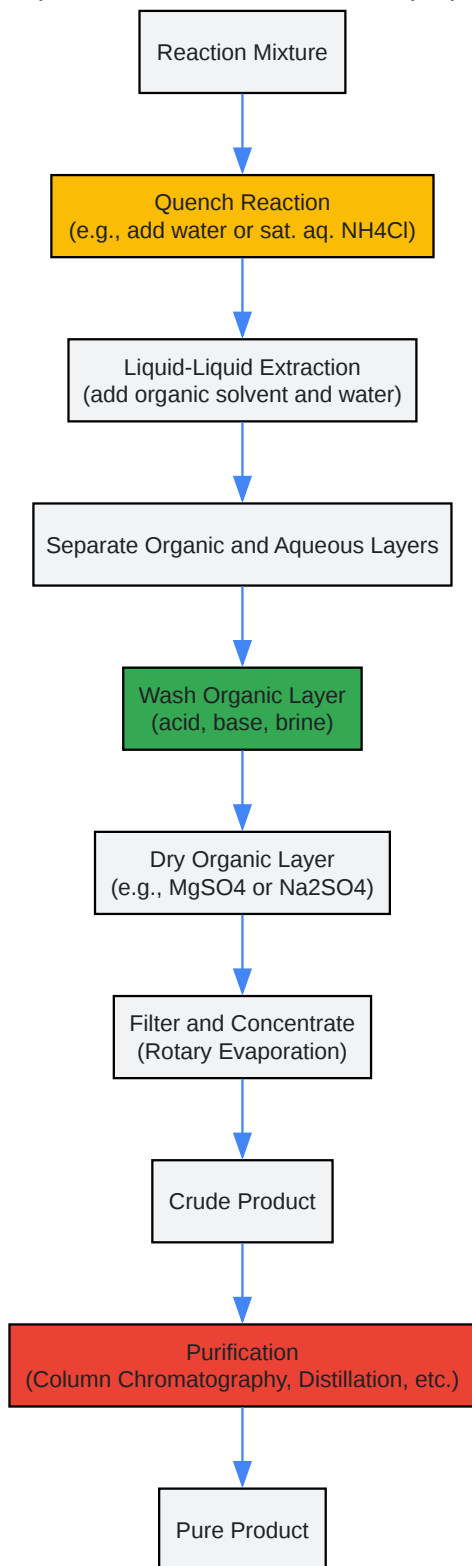 Reaction Mixture
Quench Reaction
(e.g., add water or sat. aq. NH4Cl)
Liquid-Liquid Extraction
(add organic solvent and water)
Separate Organic and Aqueous Layers
Wash Organic Layer
(acid, base, brine)
Dry Organic Layer
(e.g., MgSO4 or Na2SO4)
Filter and Concentrate
(Rotary Evaporation)
Crude Product
Purification
(Column Chromatography, Distillation, etc.)
Pure Product